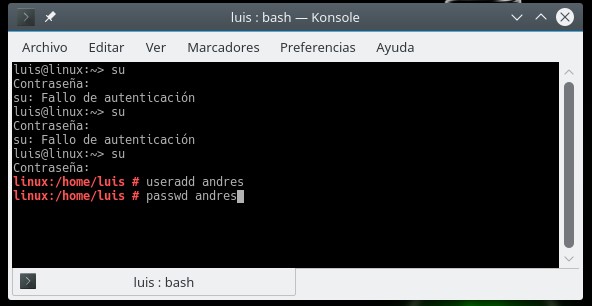 luis : bash — Konsole
Archivo Editar Ver Marcadores Preferencias Ayuda
luis@linux:~> su
Contraseña:
su: Fallo de autenticación
luis@linux:~> su
Contraseña:
su: Fallo de autenticación
luis@linux:~> su
Contraseña:
linux:/home/luis # useradd andres
linux:/home/luis # passwd andres
luis : bash